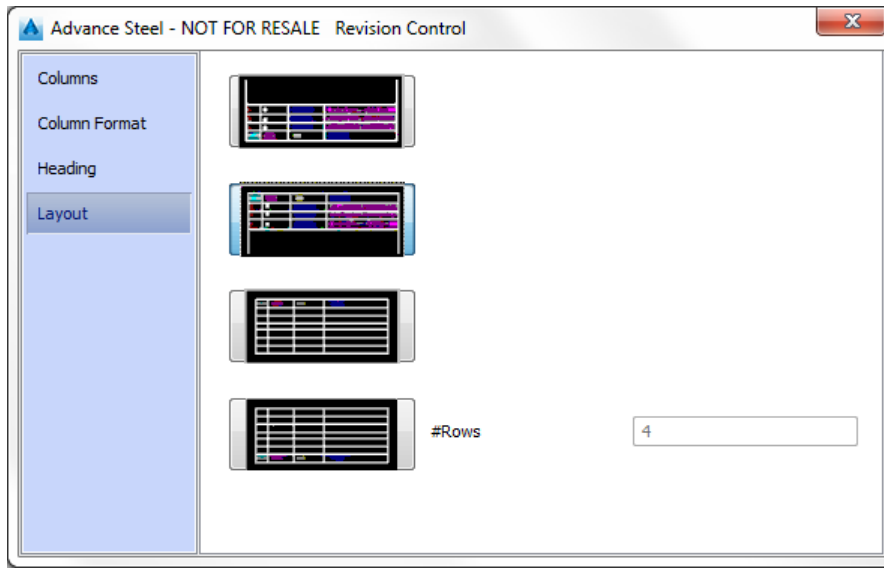 Advance Steel - NOT FOR RESALE Revision Control
Columns
Column Format
Heading
Layout
#Rows 4